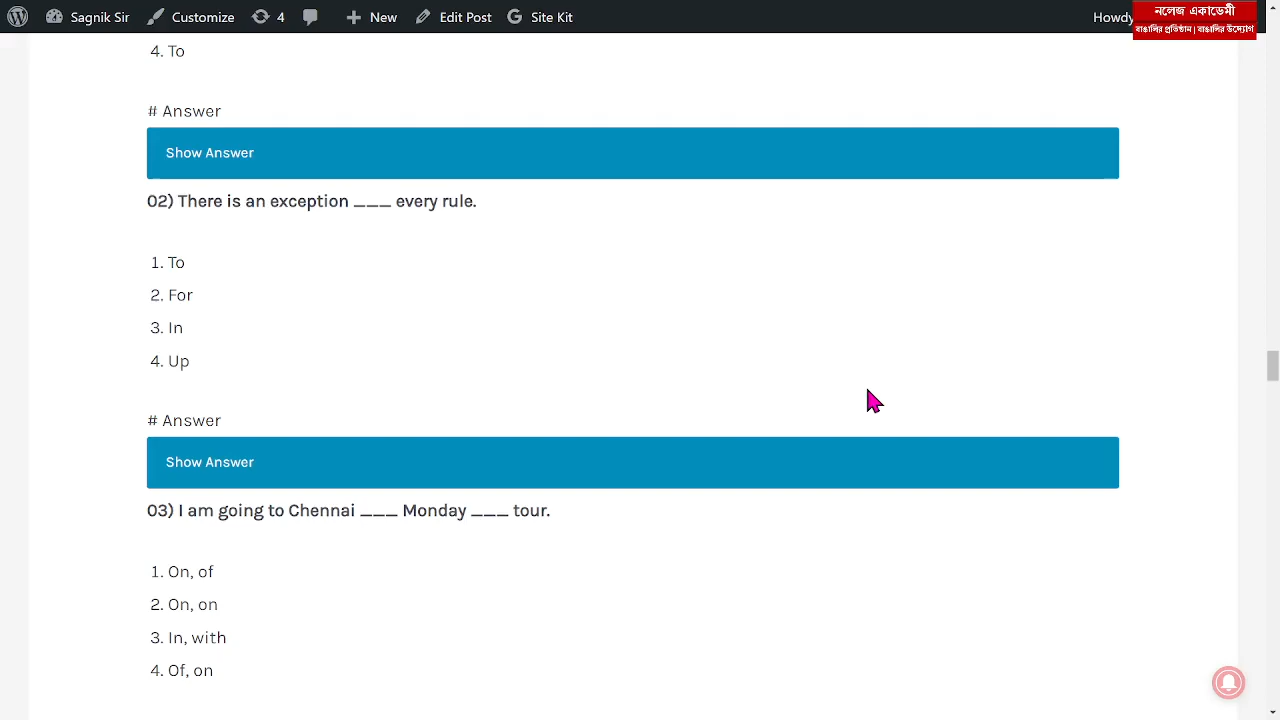 Sagnik Sir Customize 4 New Edit Post Site Kit Howdy
নলেজ একাডেমী
বাঙালির প্রতিষ্ঠান | বাঙালির উদ্যোগ
4. To
# Answer
Show Answer
02) There is an exception ___ every rule.
1. To
2. For
3. In
4. Up
# Answer
Show Answer
03) I am going to Chennai ___ Monday ___ tour.
1. On, of
2. On, on
3. In, with
4. Of, on